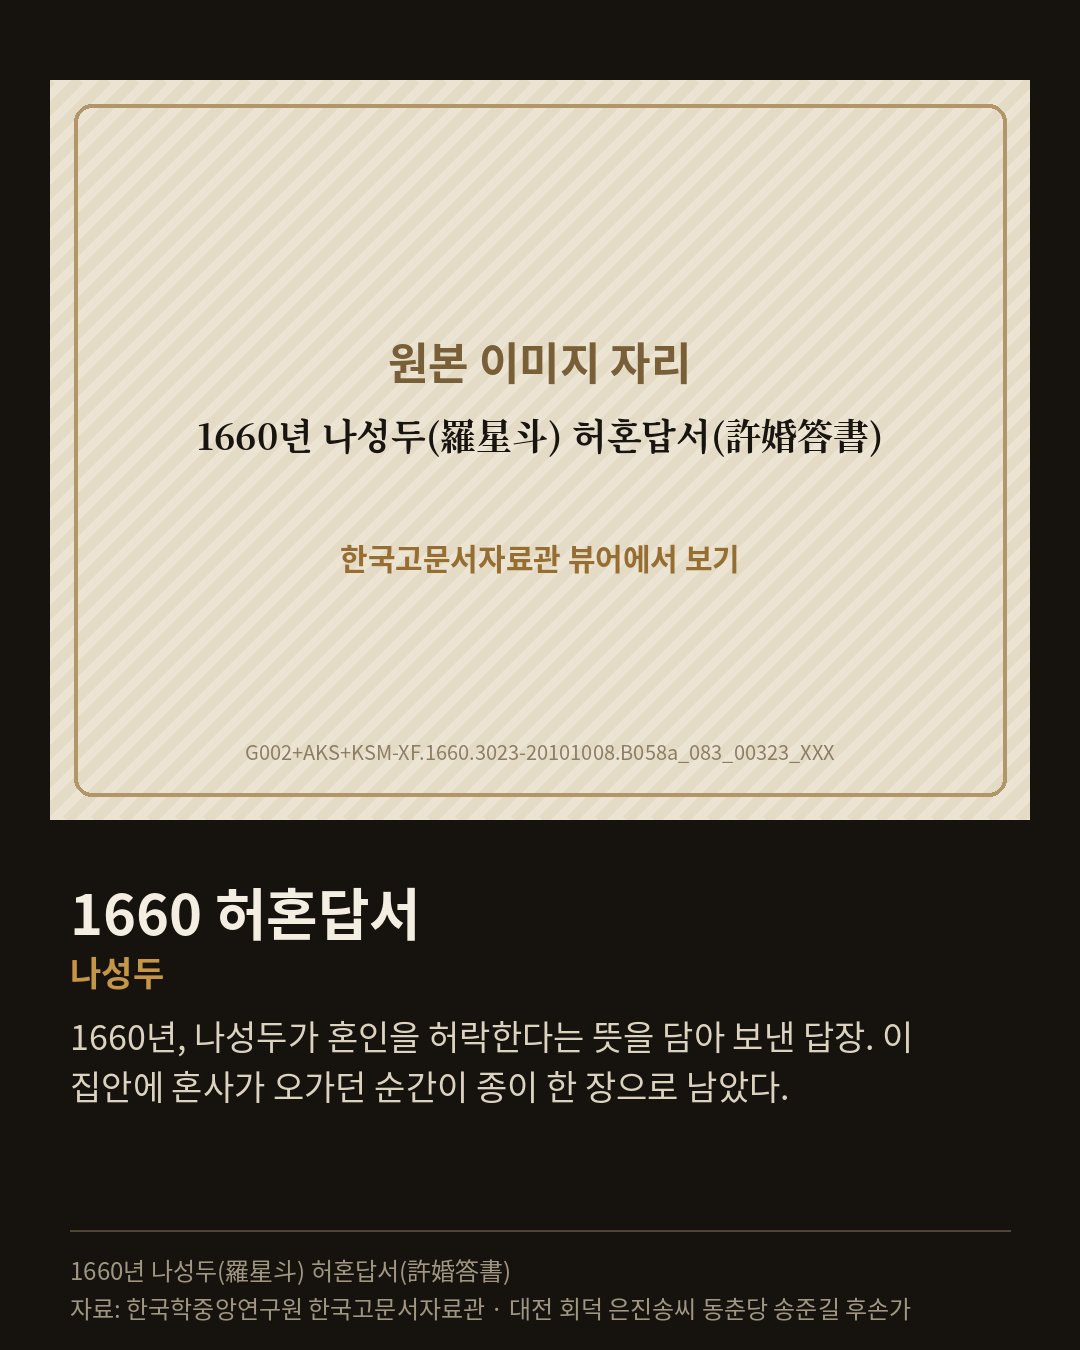 원본 이미지 자리
1660년 나성두(羅星斗) 허혼답서(許婚答書)
한국고문서자료관 뷰어에서 보기
G002+AKS+KSM-XF.1660.3023-20101008.B058a_083_00323_XXX
1660 허혼답서
나성두
1660년, 나성두가 혼인을 허락한다는 뜻을 담아 보낸 답장. 이
집안에 혼사가 오가던 순간이 종이 한 장으로 남았다.
1660년 나성두(羅星斗) 허혼답서(許婚答書)
자료: 한국학중앙연구원 한국고문서자료관 · 대전 회덕 은진송씨 동춘당 송준길 후손가